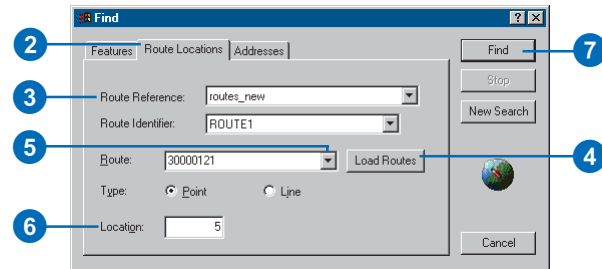 Find
Features Route Locations Addresses
2
7
Find
Stop
New Search
3
Route Reference: routes_new
Route Identifier: ROUTE1
5
Route: 30000121 Load Routes
4
Type: Point Line
6
Location: 5
Cancel